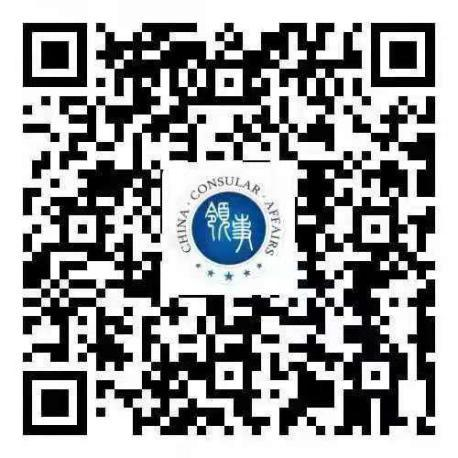 CHINA · CONSULAR · AFFAIRS
領事